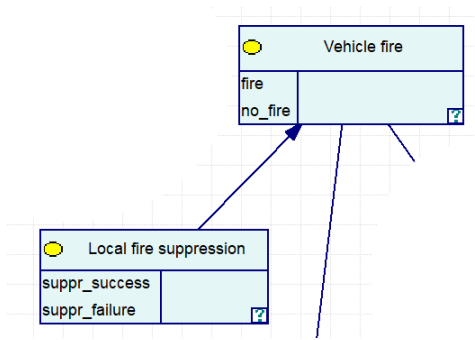 Vehicle fire
fire
no_fire
?
Local fire suppression
suppr_success
suppr_failure
?